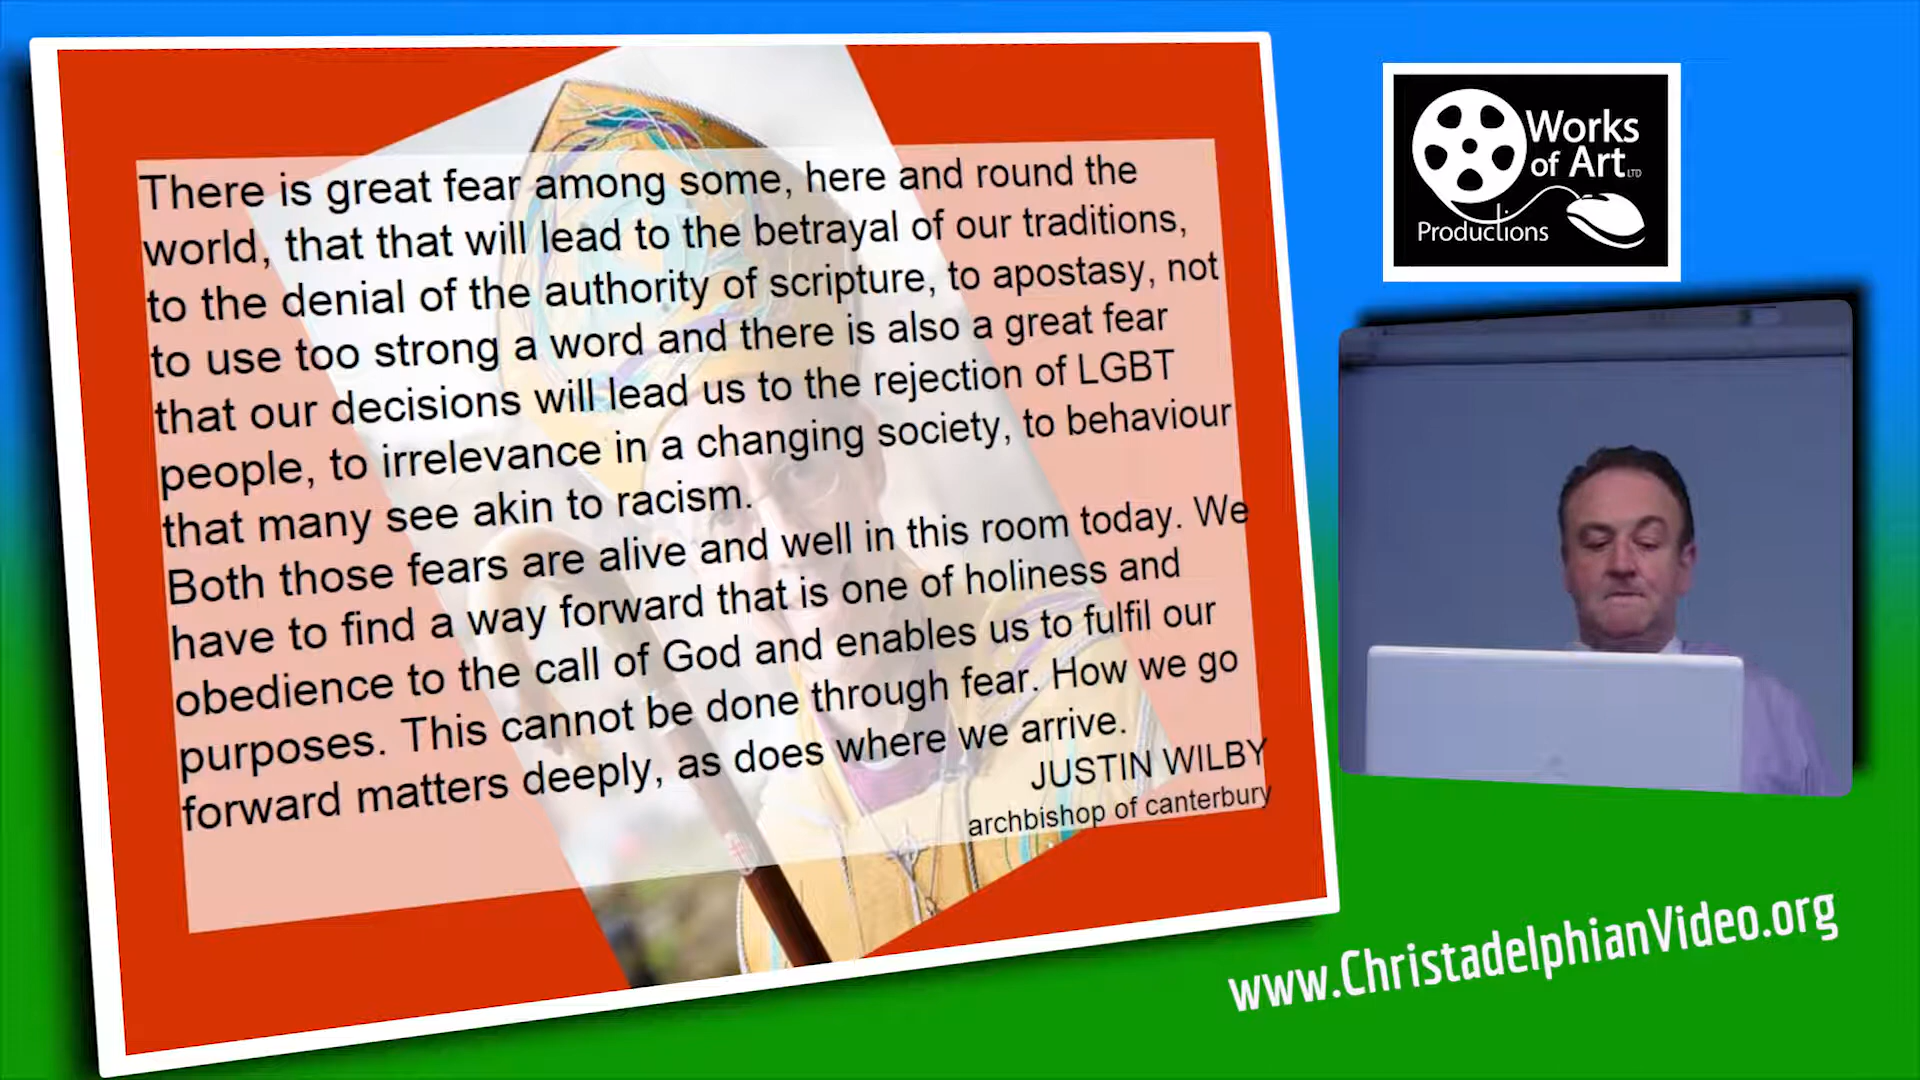 There is great fear among some, here and round the
world, that that will lead to the betrayal of our traditions,
to the denial of the authority of scripture, to apostasy, not
to use too strong a word and there is also a great fear
that our decisions will lead us to the rejection of LGBT
people, to irrelevance in a changing society, to behaviour
that many see akin to racism.
Both those fears are alive and well in this room today. We
have to find a way forward that is one of holiness and
obedience to the call of God and enables us to fulfil our
purposes. This cannot be done through fear. How we go
forward matters deeply, as does where we arrive.
JUSTIN WILBY
archbishop of canterbury
Works
of Art LTD
Productions
www.ChristadelphianVideo.org